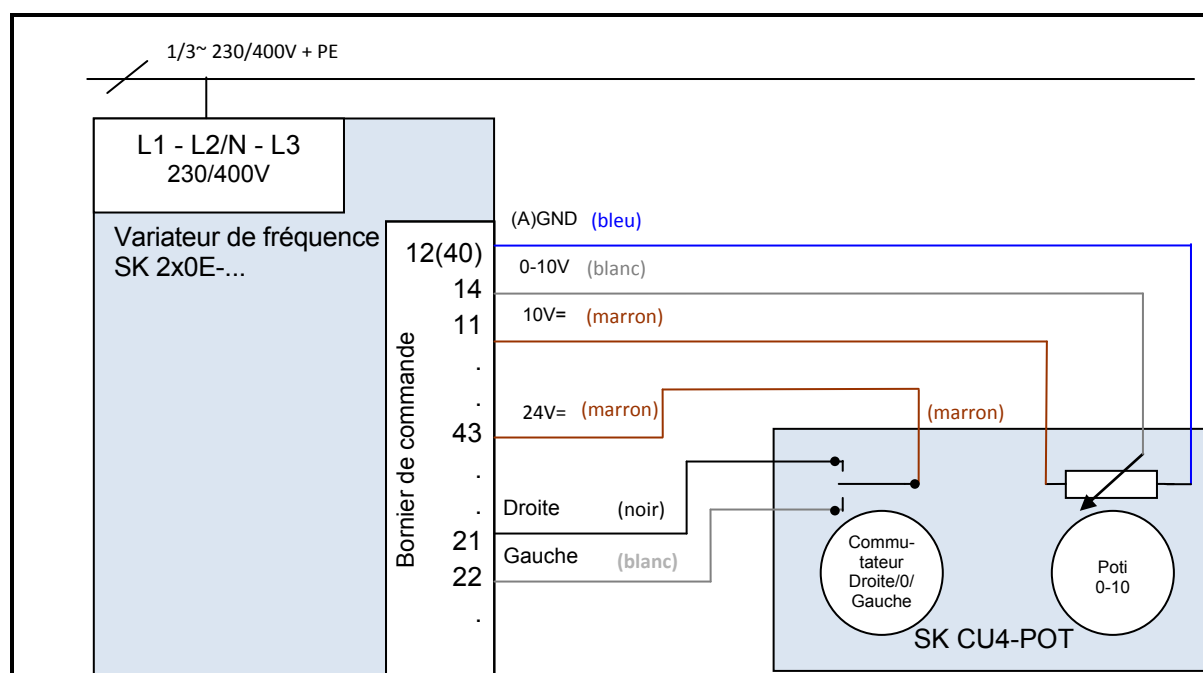 1/3~ 230/400V + PE
L1 - L2/N - L3
230/400V
Variateur de fréquence
SK 2x0E-...
Bornier de commande
12(40)
14
11
.
.
43
.
.
21
22
.
(A)GND (bleu)
0-10V (blanc)
10V= (marron)
24V= (marron)
(marron)
Droite (noir)
Gauche (blanc)
Commu-
tateur
Droite/0/
Gauche
Poti
0-10
SK CU4-POT